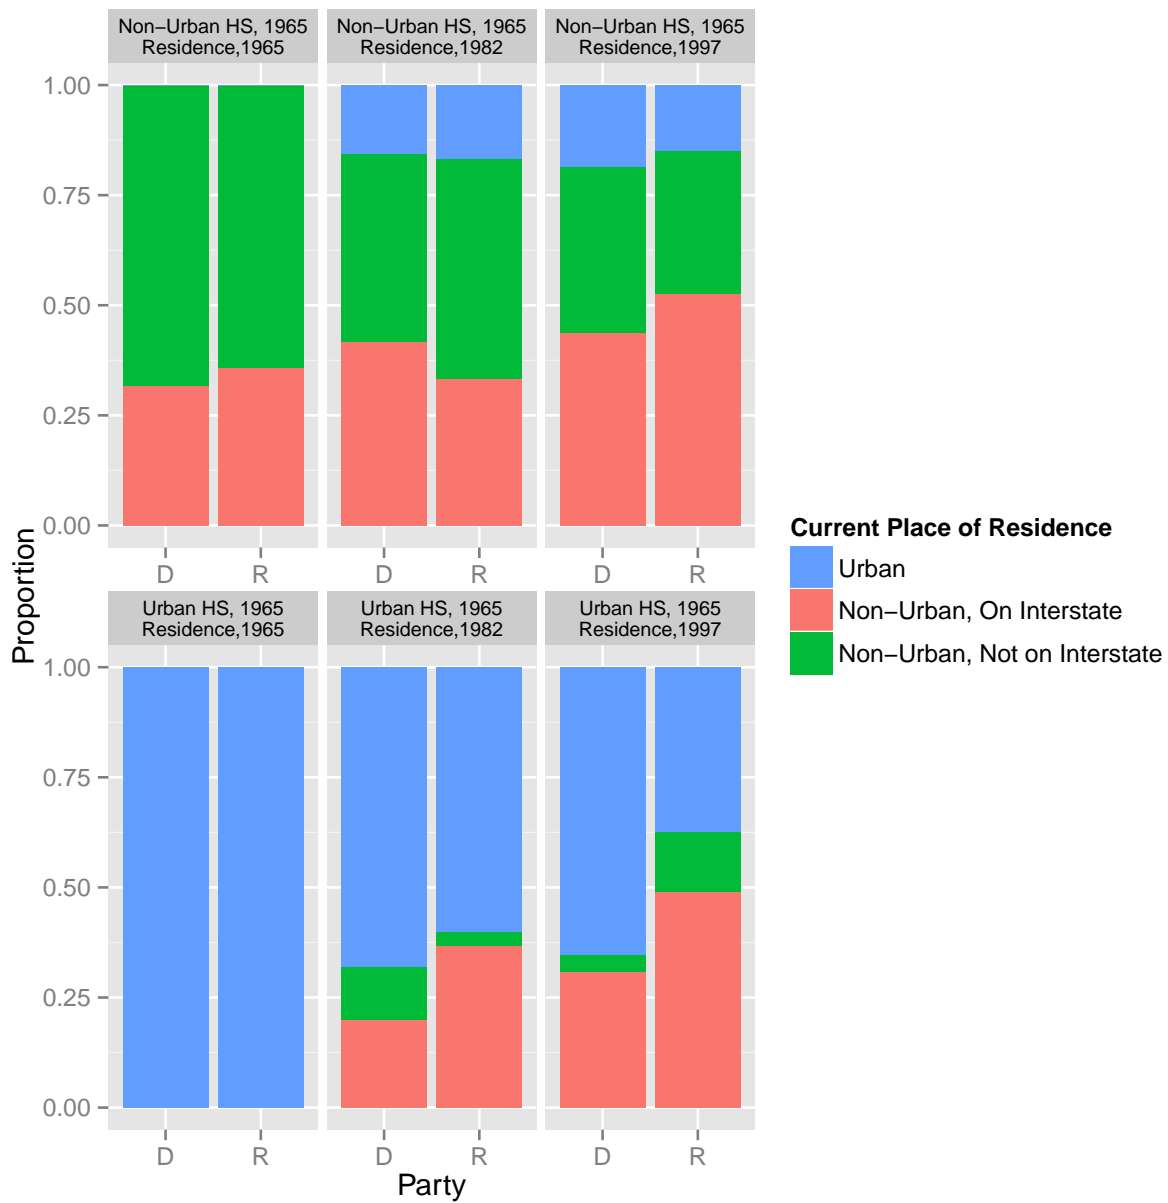 Non−Urban HS, 1965
Residence,1965
Non−Urban HS, 1965
Residence,1982
Non−Urban HS, 1965
Residence,1997
1.00
0.75
0.50
0.25
0.00
D
R
D
R
D
R
Urban HS, 1965
Residence,1965
Urban HS, 1965
Residence,1982
Urban HS, 1965
Residence,1997
1.00
0.75
0.50
0.25
0.00
D
R
D
R
D
R
Proportion
Party
Current Place of Residence
Urban
Non−Urban, On Interstate
Non−Urban, Not on Interstate